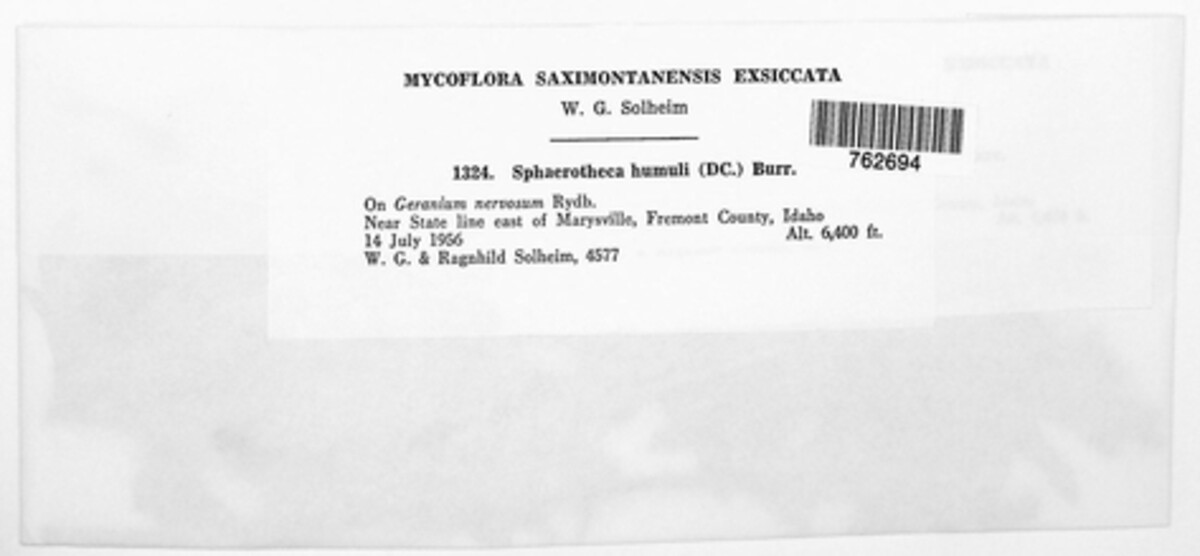 MYCOFLORA SAXIMONTANENSIS EXSICCATA
W. G. Solheim
762694
1324. Sphaerotheca humuli (DC.) Burr.
On Geranium nervosum Rydb.
Near State line east of Marysville, Fremont County, Idaho
14 July 1956 Alt. 6,400 ft.
W. G. & Ragnhild Solheim, 4577